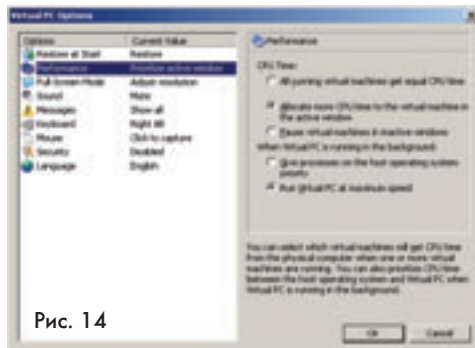 Virtual PC Options
Options Current Value
Restore at Start Restore
Performance Prioritize active window
Full-Screen Mode Adjust resolution
Sound Mute
Messages Show all
Keyboard Right Alt
Mouse Click to capture
Security Disabled
Language English
Performance
CPU Time:
All running virtual machines get equal CPU time
Allocate more CPU time to the virtual machine in
the active window
Pause virtual machines in inactive windows
When Virtual PC is running in the background:
Give processes on the host operating system
priority
Run Virtual PC at maximum speed
You can select which virtual machines will get CPU time
from the physical computer when one or more virtual
machines are running. You can also prioritize CPU time
between the host operating system and Virtual PC when
Virtual PC is running in the background.
OK Cancel
Рис. 14